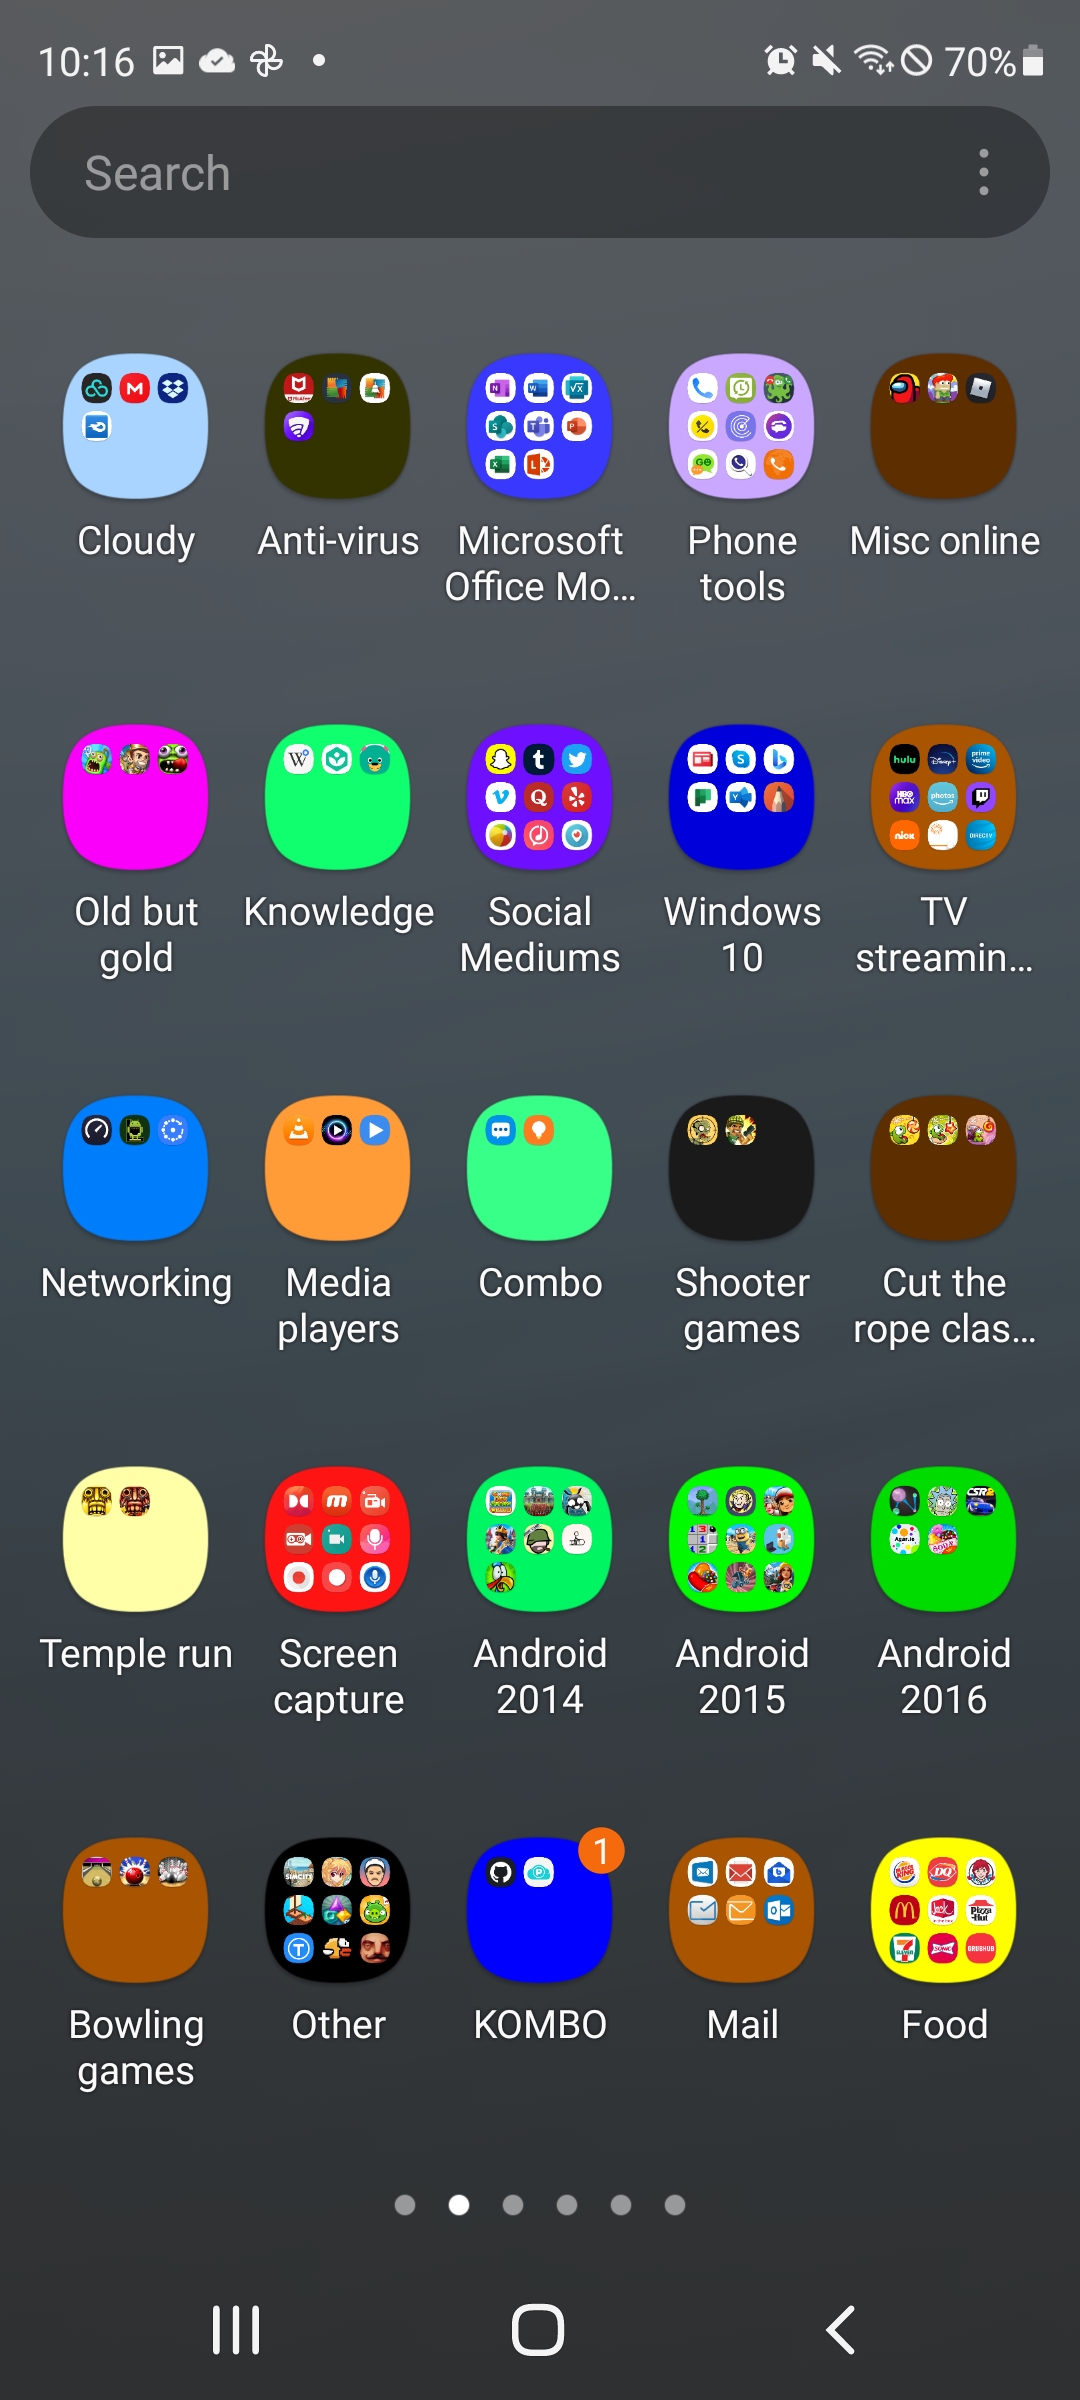 10:16
70%
Search
Cloudy
Anti-virus
Microsoft
Office Mo...
Phone
tools
Misc online
Old but
gold
Knowledge
Social
Mediums
Windows
10
TV
streamin...
Networking
Media
players
Combo
Shooter
games
Cut the
rope clas...
Temple run
Screen
capture
Android
2014
Android
2015
Android
2016
1
Bowling
games
Other
KOMBO
Mail
Food